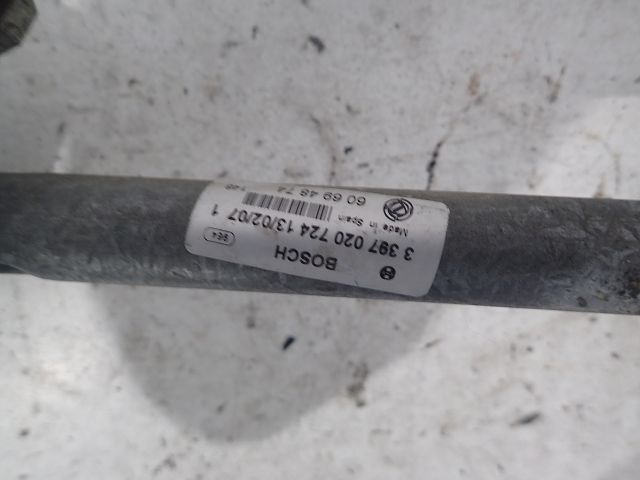 BOSCH
3 397 020 724 13/02/07 1
Made in Spain
60 69 48 74